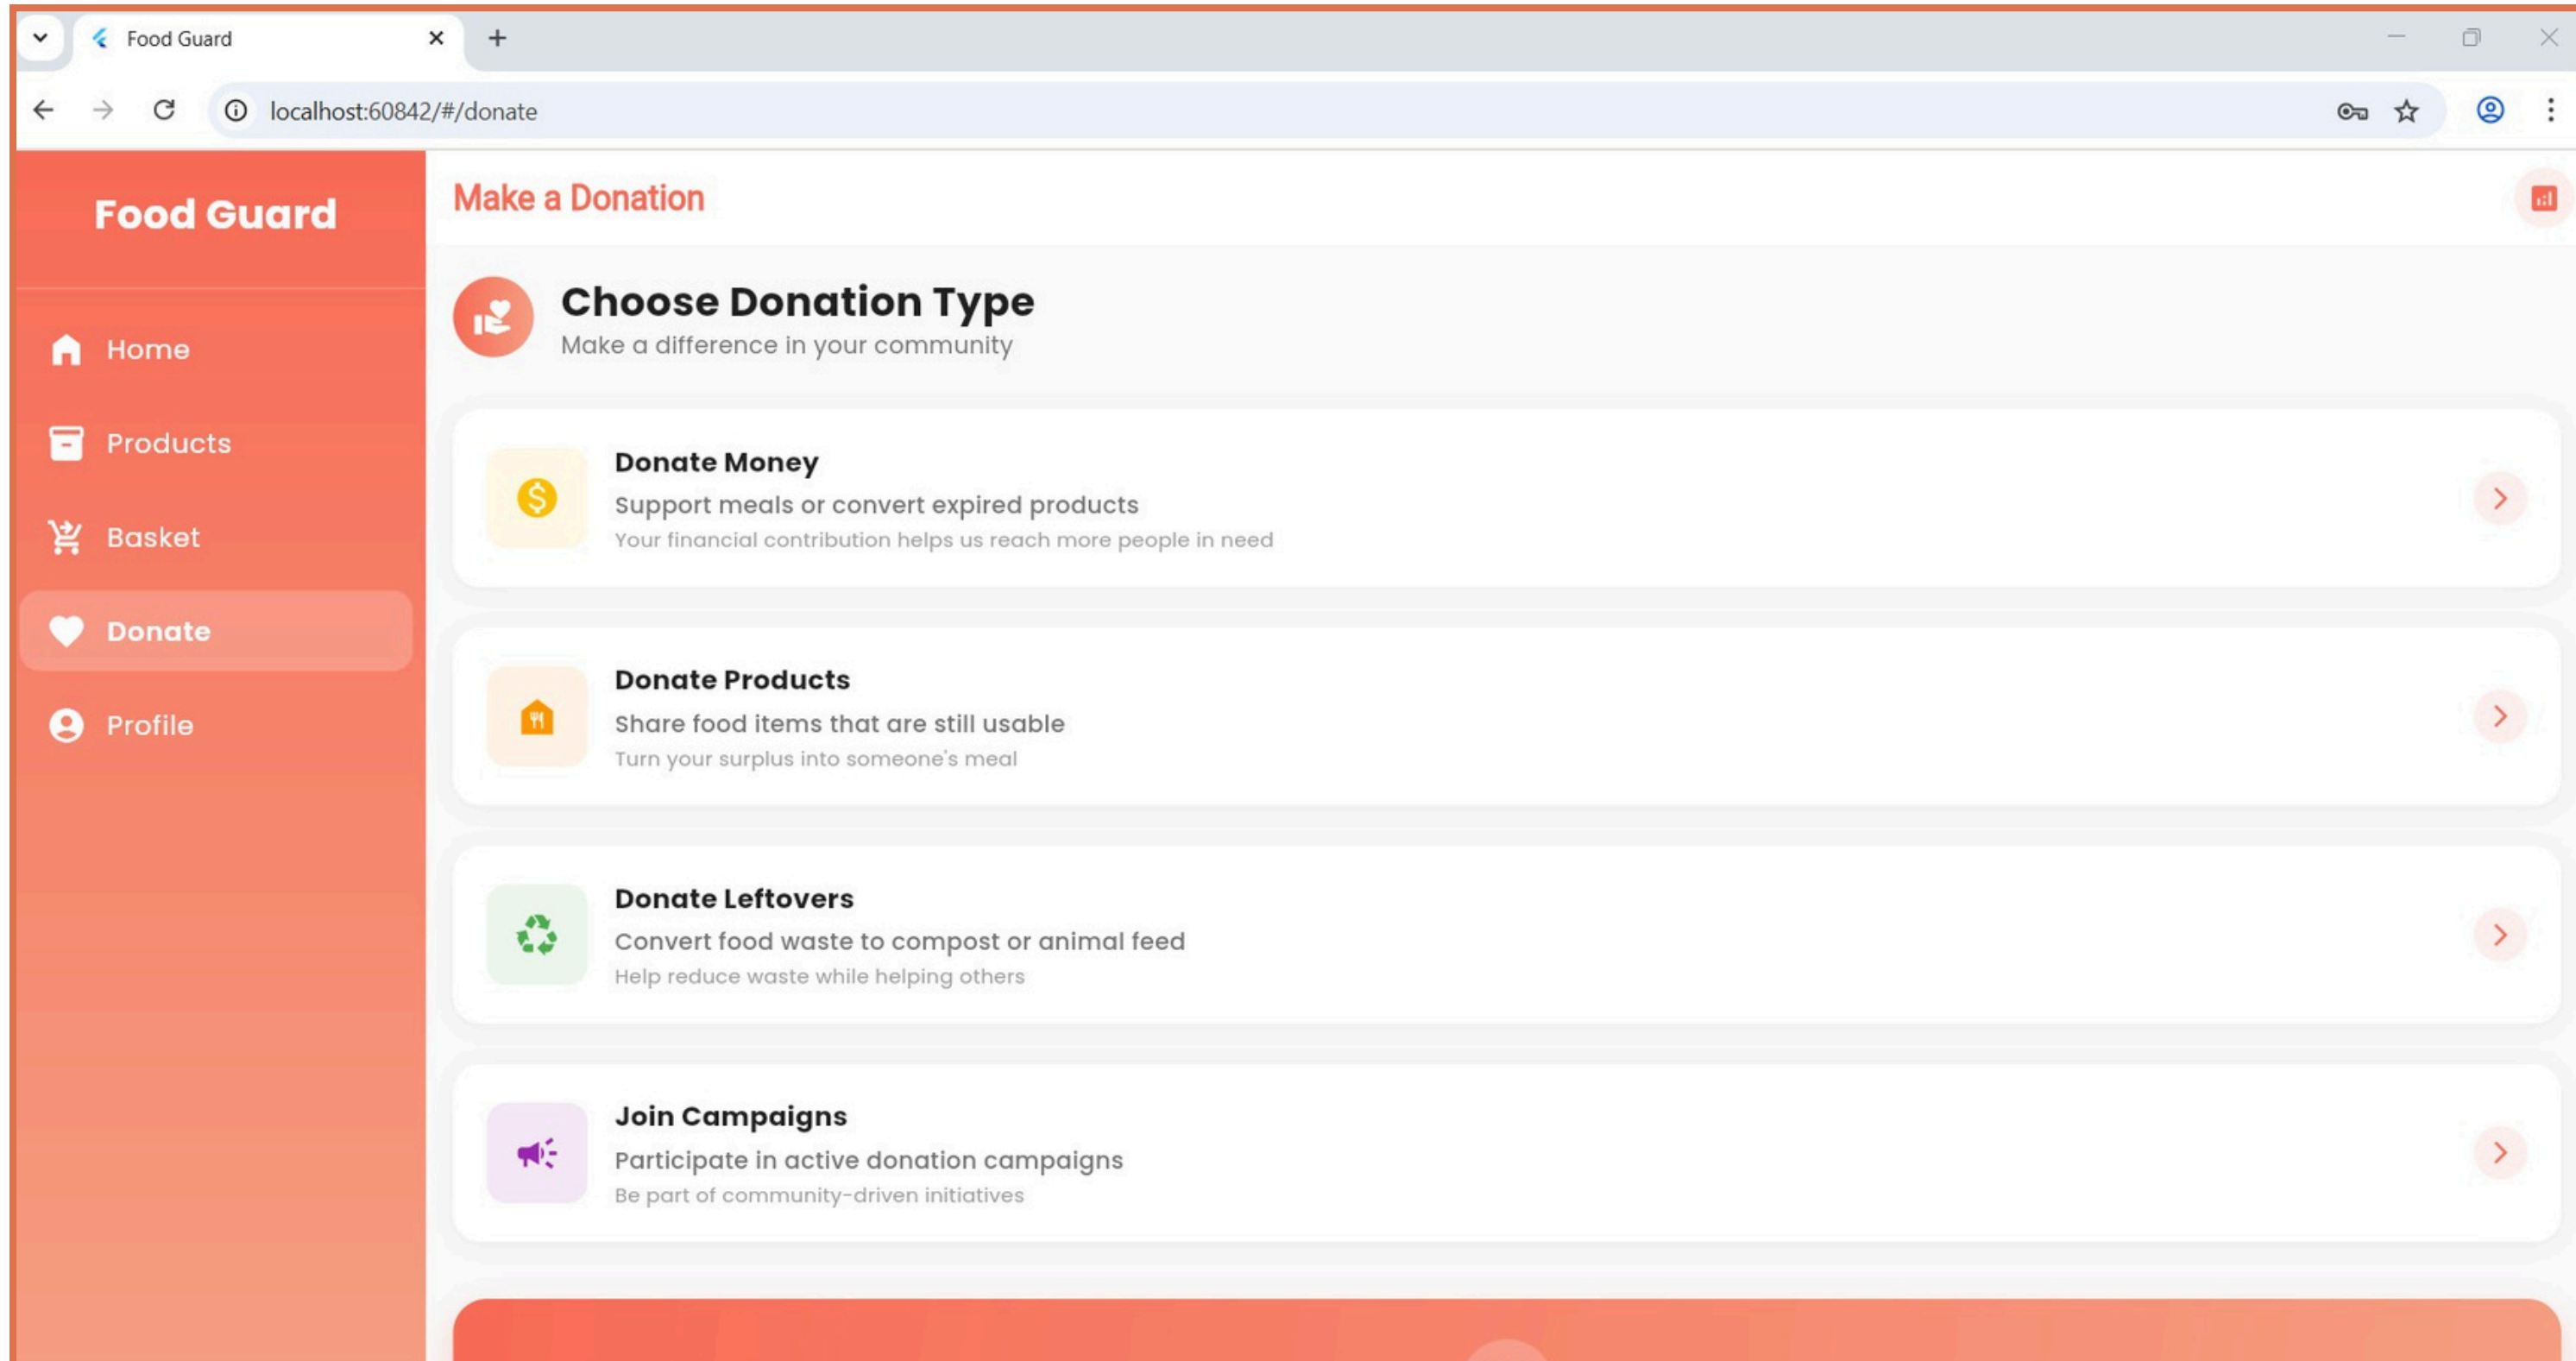 Food Guard
localhost:60842/#/donate
Food Guard
Home
Products
Basket
Donate
Profile
Make a Donation
Choose Donation Type
Make a difference in your community
Donate Money
Support meals or convert expired products
Your financial contribution helps us reach more people in need
Donate Products
Share food items that are still usable
Turn your surplus into someone's meal
Donate Leftovers
Convert food waste to compost or animal feed
Help reduce waste while helping others
Join Campaigns
Participate in active donation campaigns
Be part of community-driven initiatives